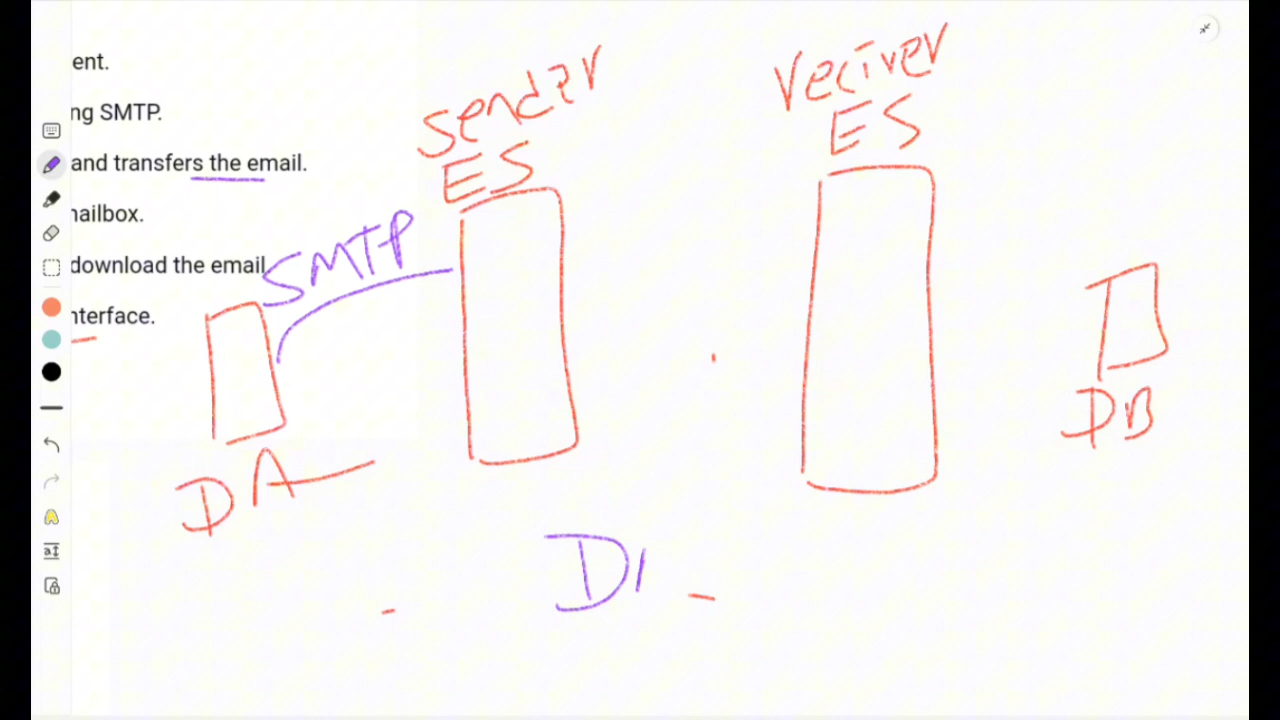 ent.
ng SMTP.
and transfers the email.
nailbox.
download the email
nterface.
sender
ES
reciver
ES
SMTP
DA
DB
DI